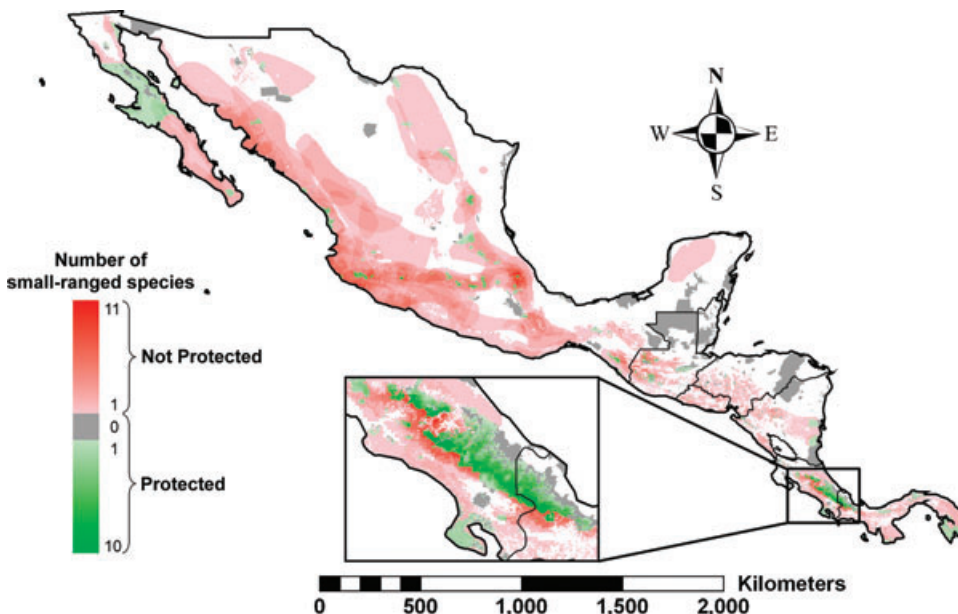 N
W E
S
Number of
small-ranged species
11
Not Protected
1
0
1
Protected
10
Kilometers
0 500 1,000 1,500 2,000